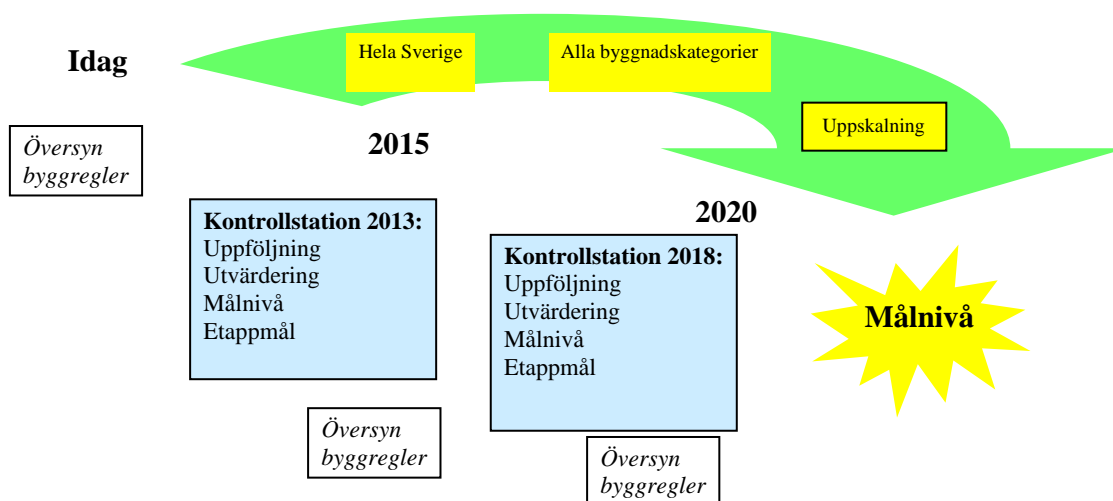 Idag
Hela Sverige
Alla byggnadskategorier
Uppskalning
Översyn
byggregler
2015
2020
Kontrollstation 2013:
Uppföljning
Utvärdering
Målnivå
Etappmål
Kontrollstation 2018:
Uppföljning
Utvärdering
Målnivå
Etappmål
Målnivå
Översyn
byggregler
Översyn
byggregler